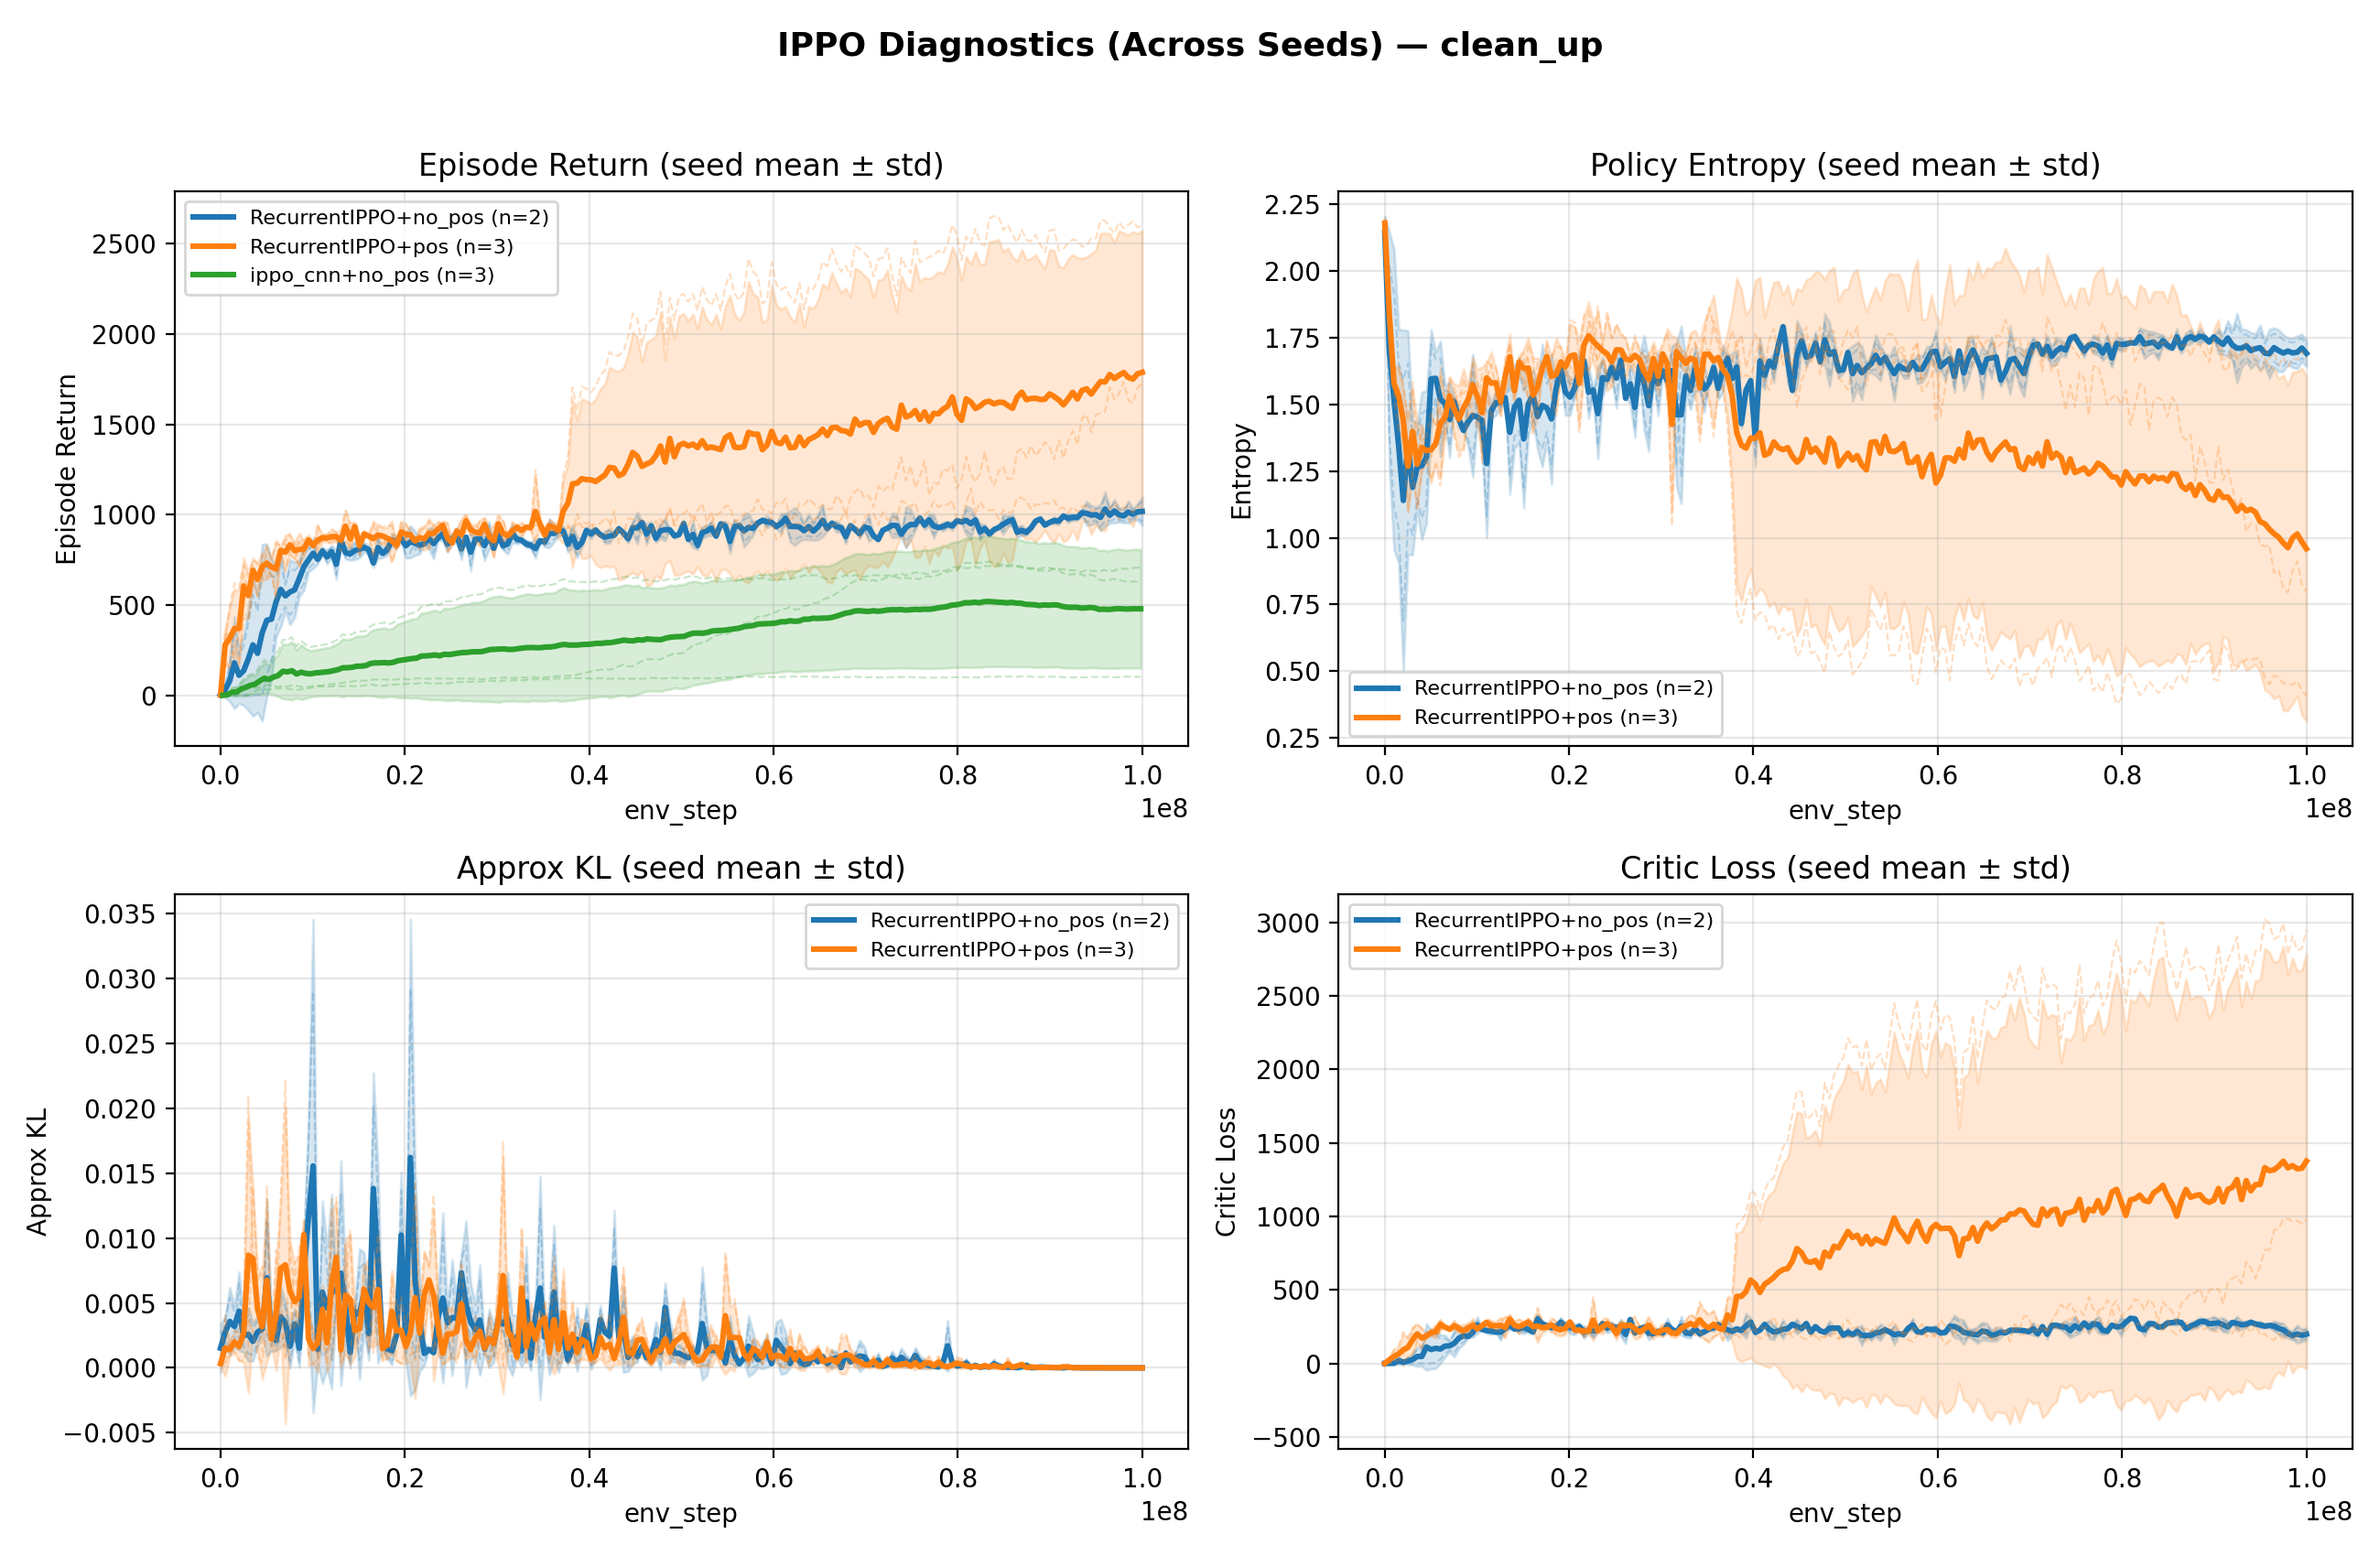 IPPO Diagnostics (Across Seeds) — clean_up
Episode Return (seed mean ± std)
RecurrentIPPO+no_pos (n=2)
RecurrentIPPO+pos (n=3)
ippo_cnn+no_pos (n=3)
Episode Return
2500
2000
1500
1000
500
0
0.0 0.2 0.4 0.6 0.8 1.0
1e8
env_step
Policy Entropy (seed mean ± std)
Entropy
2.25
2.00
1.75
1.50
1.25
1.00
0.75
0.50
0.25
RecurrentIPPO+no_pos (n=2)
RecurrentIPPO+pos (n=3)
0.0 0.2 0.4 0.6 0.8 1.0
1e8
env_step
Approx KL (seed mean ± std)
RecurrentIPPO+no_pos (n=2)
RecurrentIPPO+pos (n=3)
Approx KL
0.035
0.030
0.025
0.020
0.015
0.010
0.005
0.000
−0.005
0.0 0.2 0.4 0.6 0.8 1.0
1e8
env_step
Critic Loss (seed mean ± std)
RecurrentIPPO+no_pos (n=2)
RecurrentIPPO+pos (n=3)
Critic Loss
3000
2500
2000
1500
1000
500
0
−500
0.0 0.2 0.4 0.6 0.8 1.0
1e8
env_step